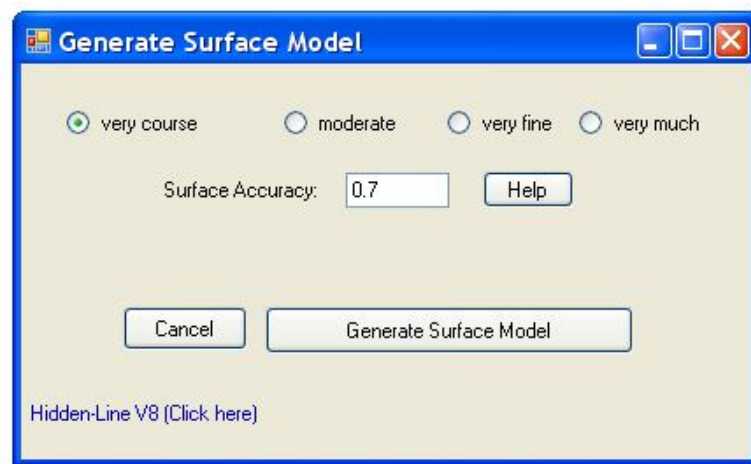 Generate Surface Model
very course moderate very fine very much
Surface Accuracy: 0.7 Help
Cancel Generate Surface Model
Hidden-Line V8 (Click here)